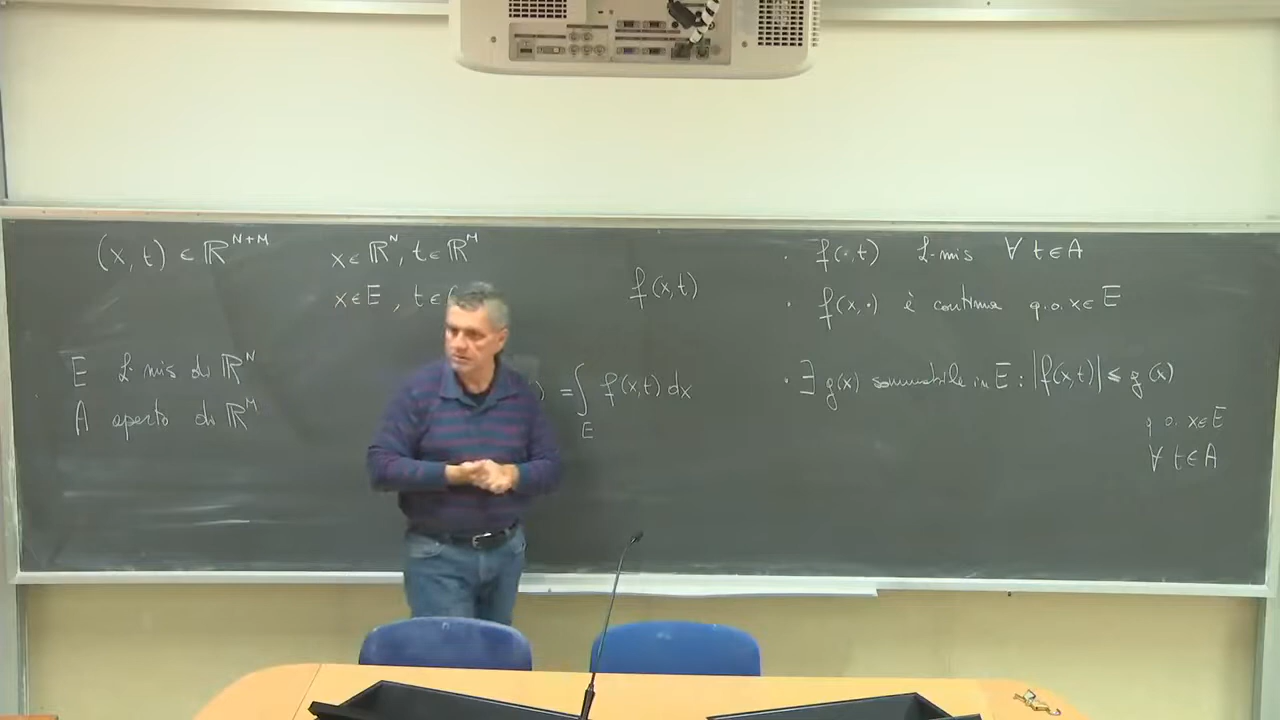 (x,t) ∈ ℝ^{N+M}
x ∈ ℝ^N, t ∈ ℝ^M
x ∈ E, t ∈
E L-mis di ℝ^N
A aperto di ℝ^M
f(x,t)
) = ∫_E f(x,t) dx
· f(·,t) L-mis ∀ t ∈ A
· f(x,·) è continua q.o. x ∈ E
· ∃ g(x) sommabile in E : |f(x,t)| ≤ g(x)
q.o. x ∈ E
∀ t ∈ A